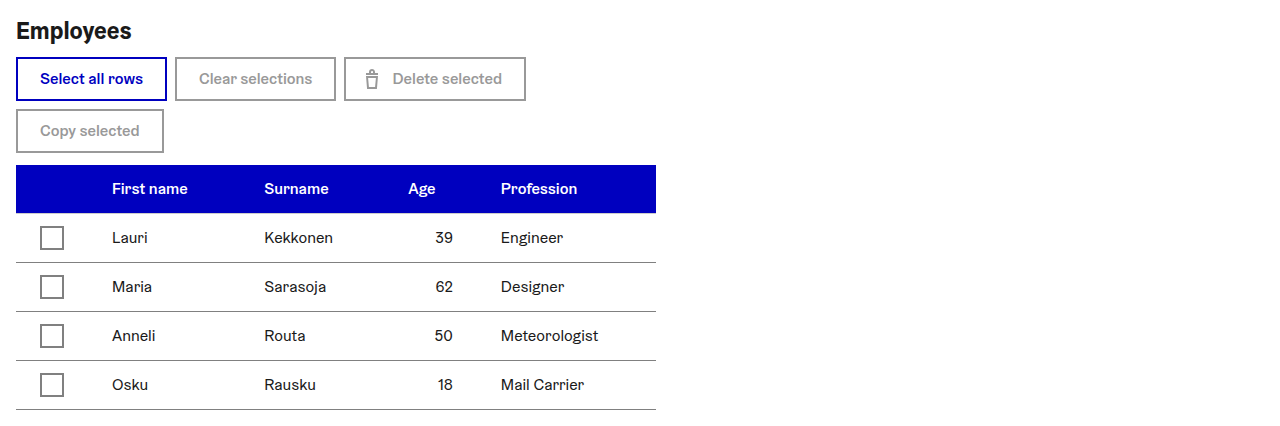 Employees
Select all rows Clear selections Delete selected
Copy selected
First name Surname Age Profession
Lauri Kekkonen 39 Engineer
Maria Sarasoja 62 Designer
Anneli Routa 50 Meteorologist
Osku Rausku 18 Mail Carrier